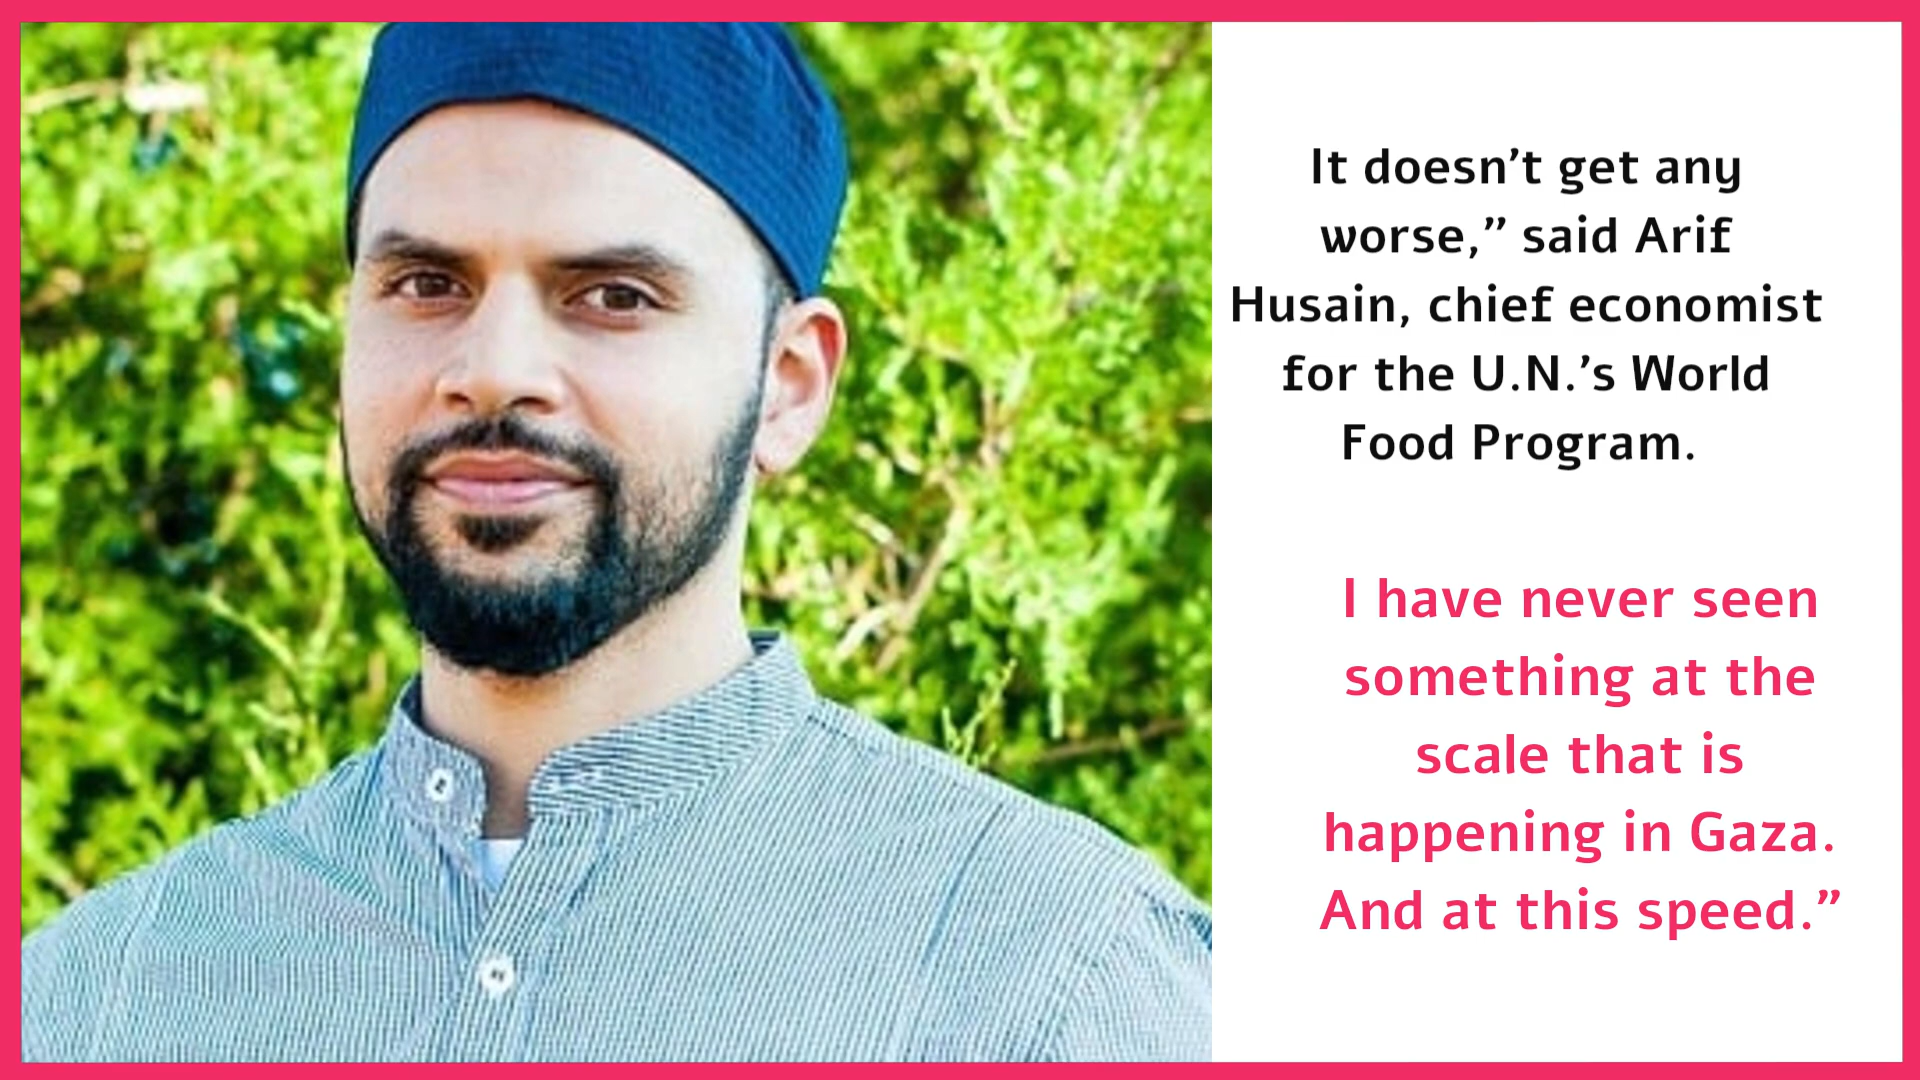 It doesn’t get any
worse,” said Arif
Husain, chief economist
for the U.N.’s World
Food Program.
I have never seen
something at the
scale that is
happening in Gaza.
And at this speed.”